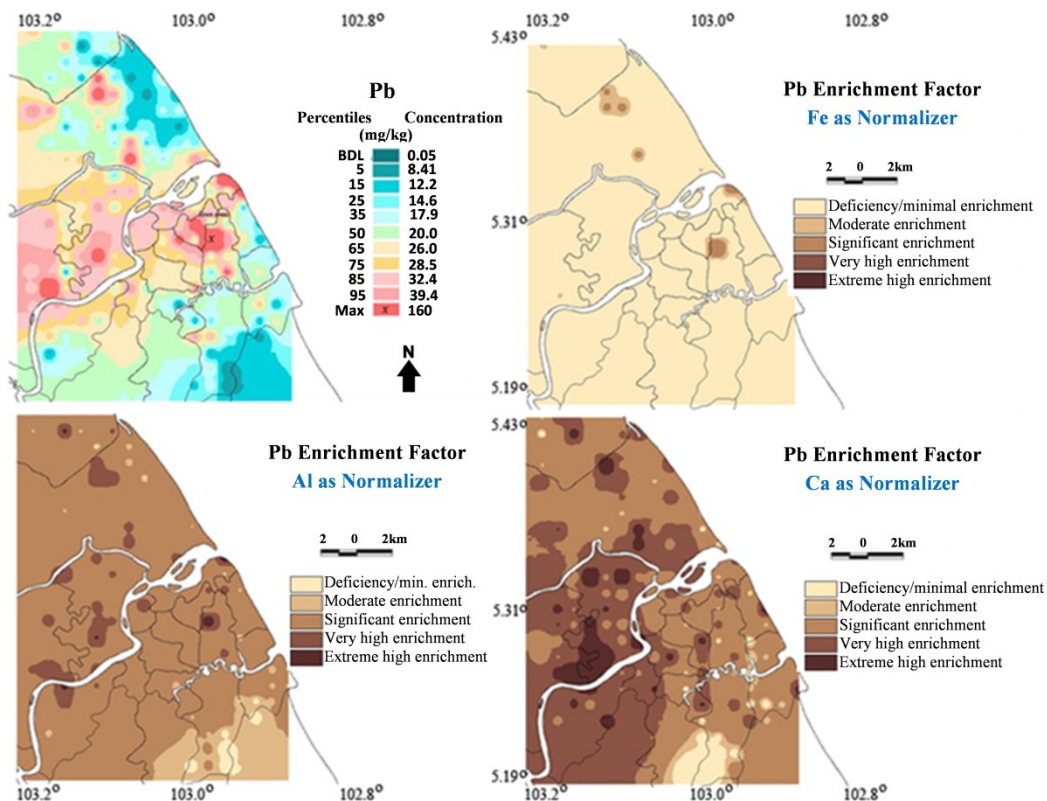 103.2°
103.0°
102.8°
Pb
Percentiles Concentration
(mg/kg)
BDL 0.05
5 8.41
15 12.2
25 14.6
35 17.9
50 20.0
65 26.0
75 28.5
85 32.4
95 39.4
Max x 160
x
N
103.2°
103.0°
102.8°
5.43
5.31°
5.19°
Pb Enrichment Factor
Fe as Normalizer
2 0 2km
Deficiency/minimal enrichment
Moderate enrichment
Significant enrichment
Very high enrichment
Extreme high enrichment
Pb Enrichment Factor
Al as Normalizer
2 0 2km
Deficiency/min. enrich.
Moderate enrichment
Significant enrichment
Very high enrichment
Extreme high enrichment
103.2°
103.0°
102.8°
5.43
5.31°
5.19°
Pb Enrichment Factor
Ca as Normalizer
2 0 2km
Deficiency/minimal enrichment
Moderate enrichment
Significant enrichment
Very high enrichment
Extreme high enrichment
103.2°
103.0°
102.8°